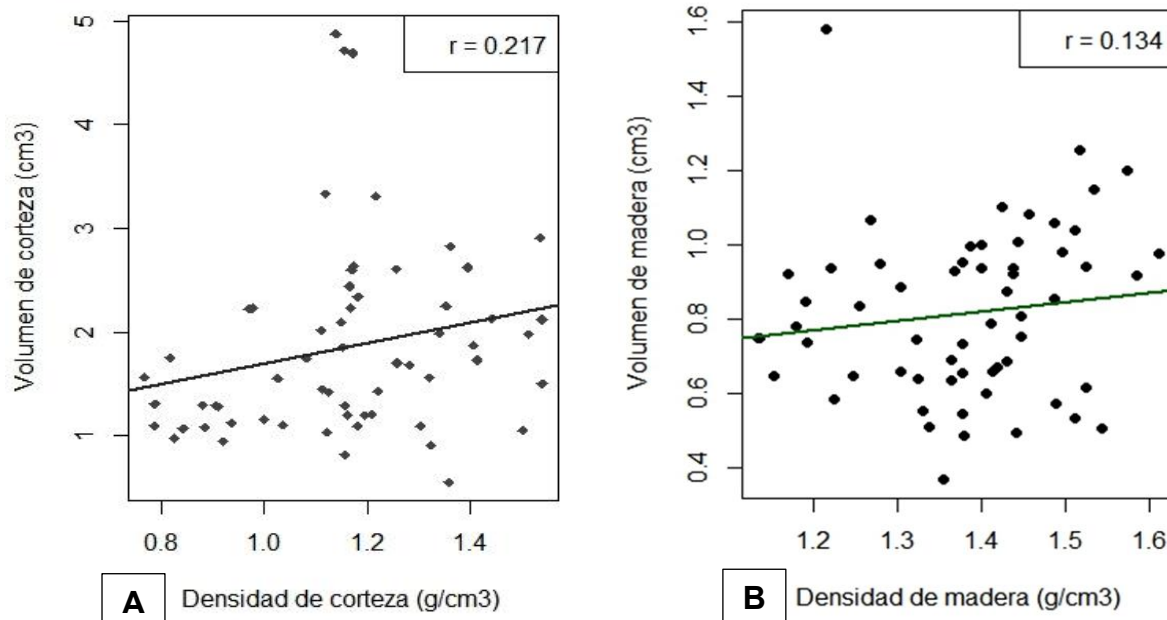 r = 0.217
Volumen de corteza (cm3)
5
4
3
2
1
0.8 1.0 1.2 1.4
A Densidad de corteza (g/cm3)
r = 0.134
Volumen de madera (cm3)
1.6
1.4
1.2
1.0
0.8
0.6
0.4
1.2 1.3 1.4 1.5 1.6
B Densidad de madera (g/cm3)